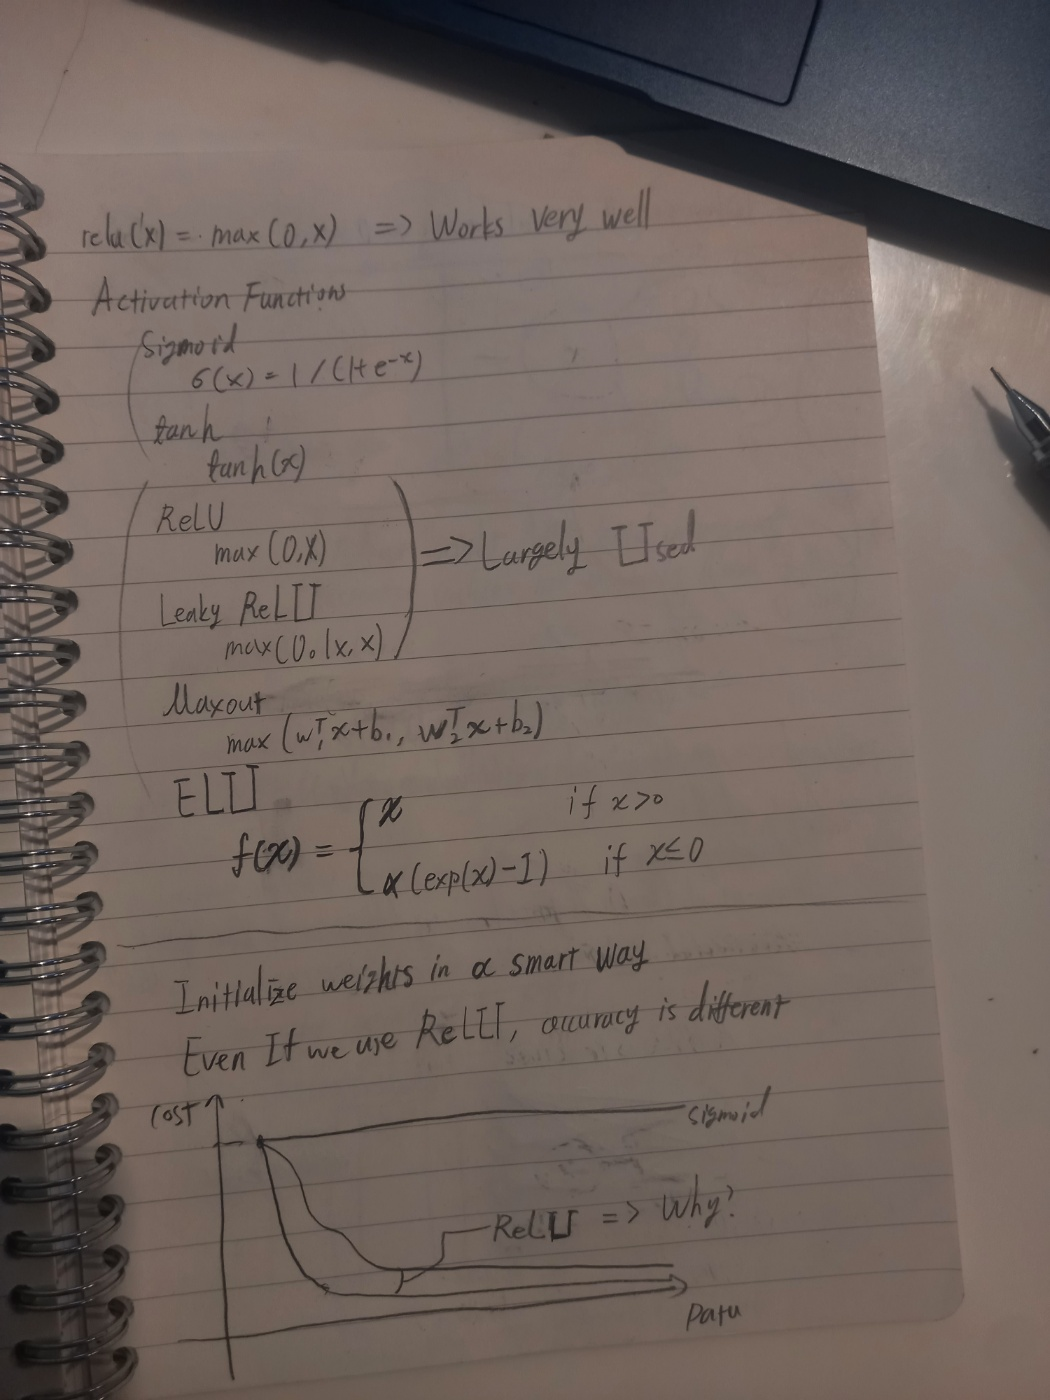 relu(x) = max(0,x) => Works very well
Activation Functions
Sigmoid
σ(x) = 1 / (1+e⁻ˣ)
tanh
tanh(x)
ReLU
max(0,x)
=> Largely Used
Leaky ReLU
max(0.1x, x)
Maxout
max (w₁ᵀx+b₁, w₂ᵀx+b₂)
ELU
f(x) = { x if x>0
α(exp(x)-1) if x≤0
Initialize weights in a smart way
Even If we use ReLU, accuracy is different
cost
sigmoid
ReLU => Why?